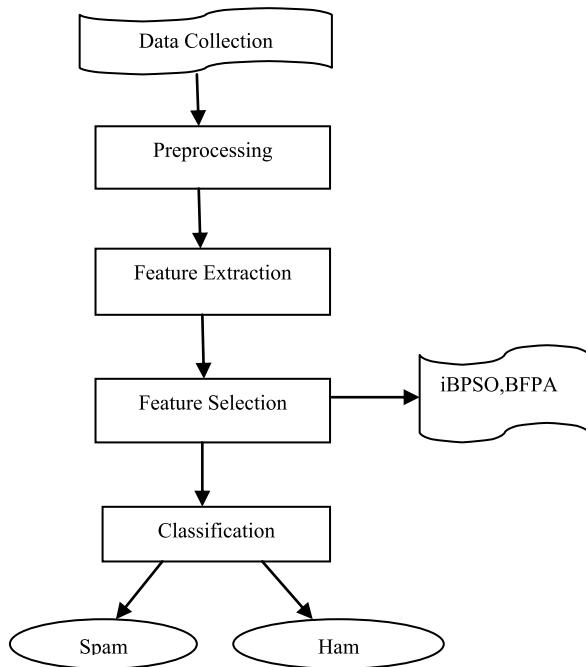 Data Collection
Preprocessing
Feature Extraction
iBPSO,BFPA
Feature Selection
Classification
Spam
Ham